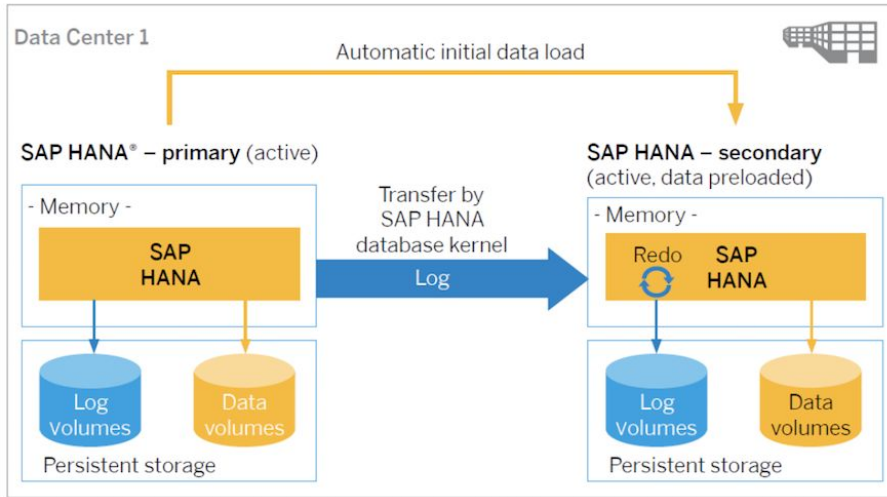 Data Center 1
Automatic initial data load
SAP HANA® – primary (active)
SAP HANA – secondary
(active, data preloaded)
Transfer by
SAP HANA
database kernel
Log
- Memory -
SAP
HANA
Log
volumes
Data
volumes
Persistent storage
- Memory -
Redo
SAP
HANA
Log
volumes
Data
volumes
Persistent storage